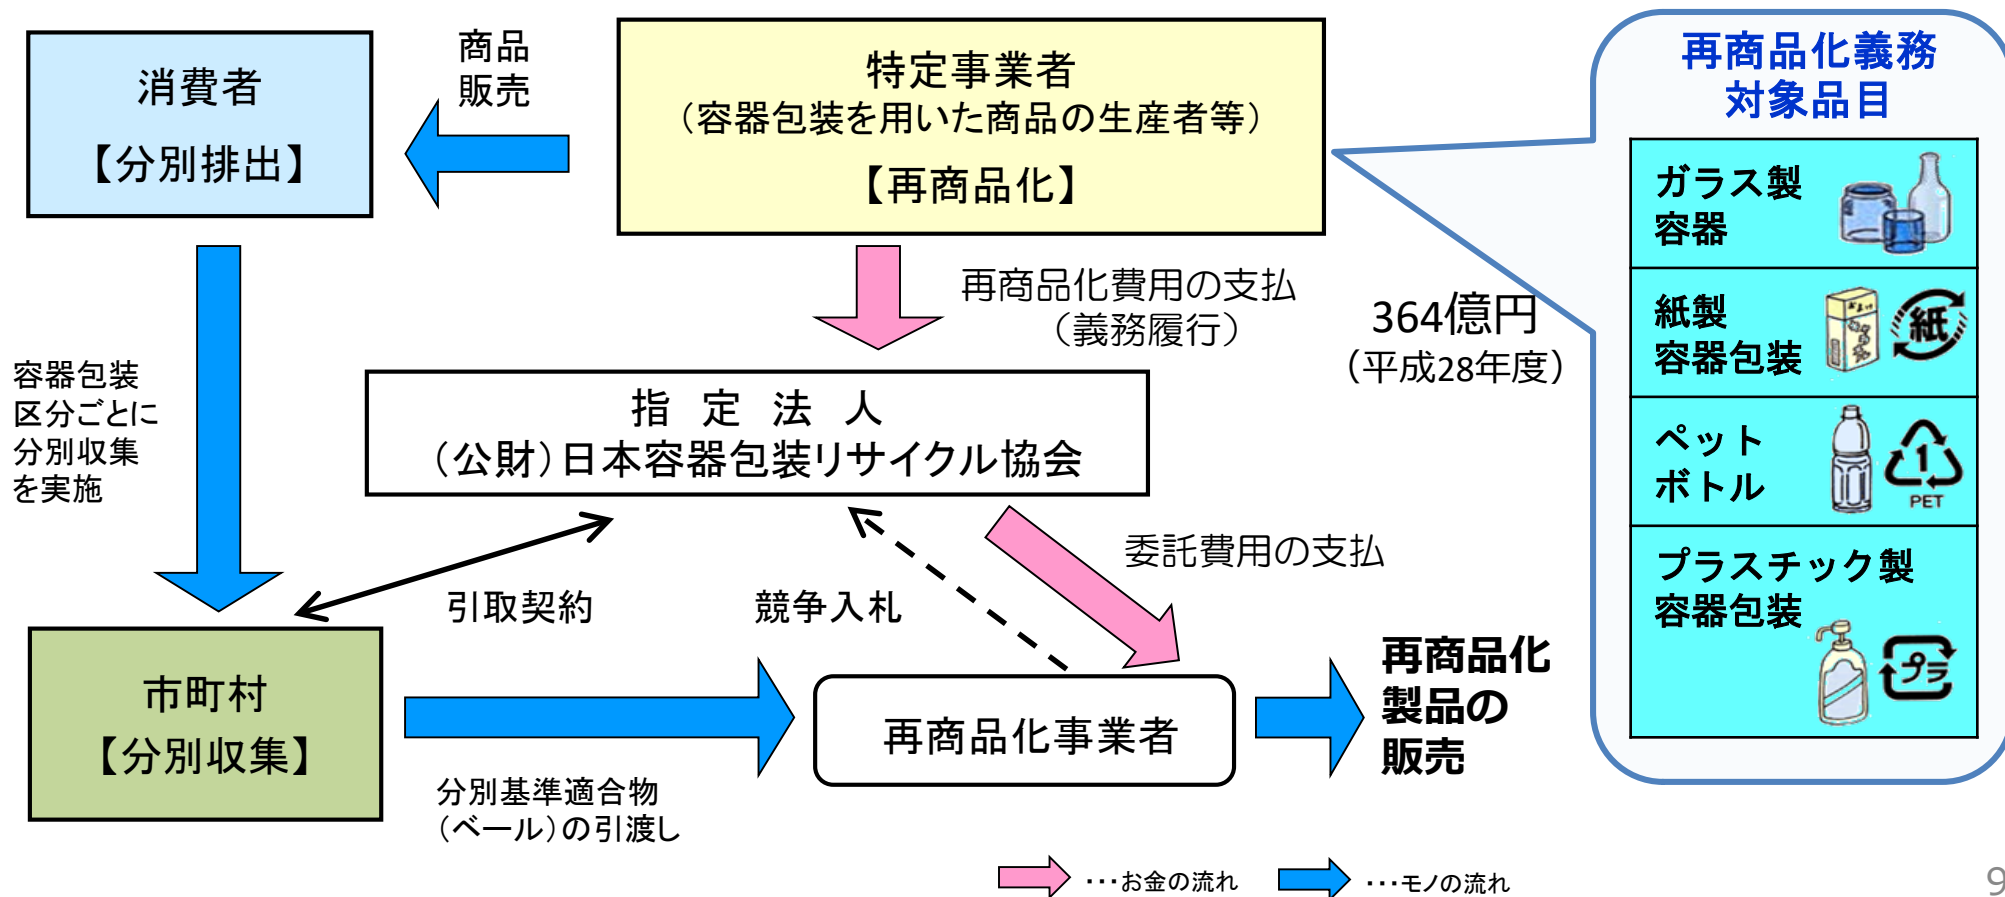 消費者
【分別排出】
商品
販売
特定事業者
（容器包装を用いた商品の生産者等）
【再商品化】
再商品化義務
対象品目
ガラス製
容器
紙製
容器包装
紙
ペット
ボトル
1
PET
プラスチック製
容器包装
プラ
再商品化費用の支払
（義務履行）
364億円
（平成28年度）
容器包装
区分ごとに
分別収集
を実施
指　定　法　人
（公財）日本容器包装リサイクル協会
引取契約
競争入札
委託費用の支払
市町村
【分別収集】
再商品化事業者
再商品化
製品の
販売
分別基準適合物
（ベール）の引渡し
・・・お金の流れ
・・・モノの流れ
9